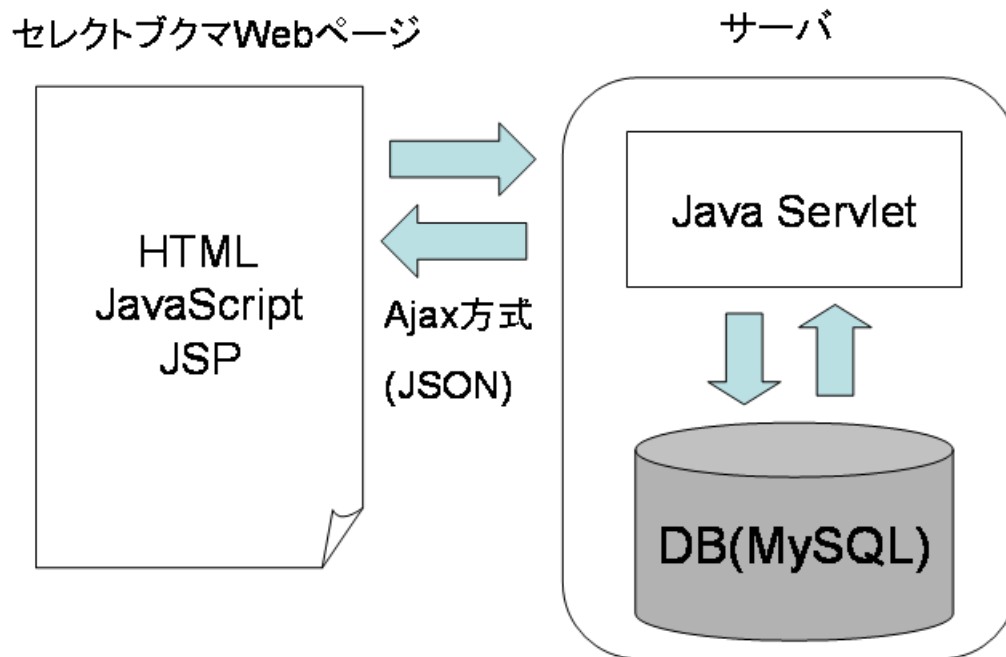 セレクトブクマWebページ
サーバ
HTML
JavaScript
JSP
Ajax方式
(JSON)
Java Servlet
DB(MySQL)